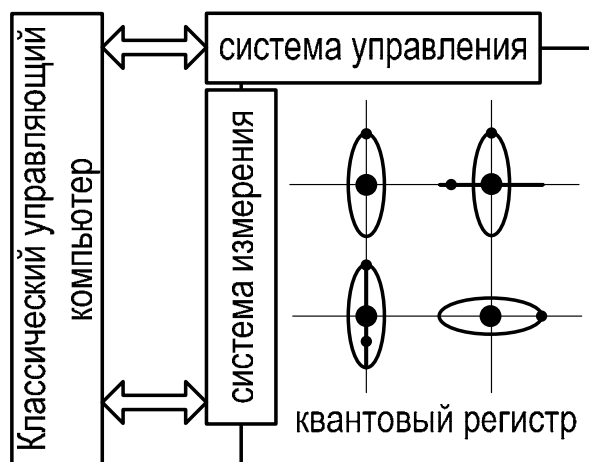 Классический управляющий
компьютер
система управления
система измерения
квантовый регистр